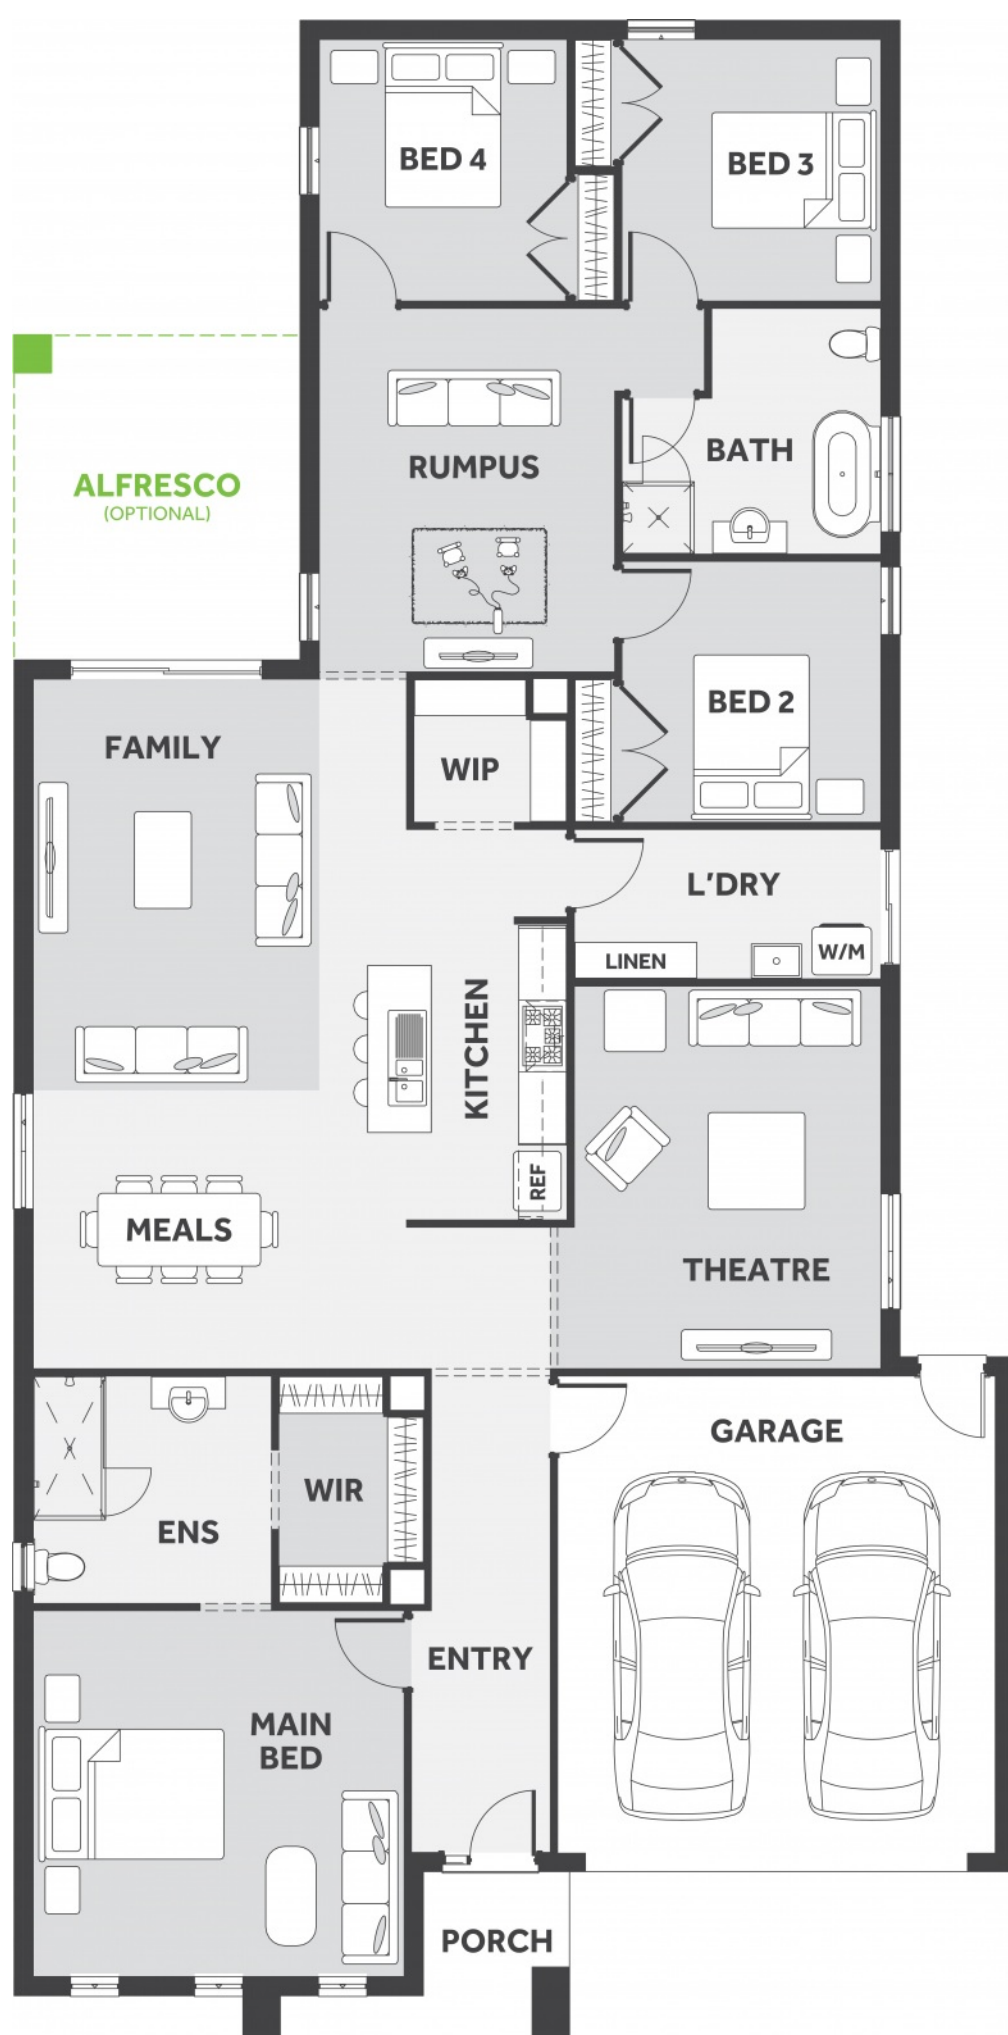 BED 4
BED 3
ALFRESCO
(OPTIONAL)
RUMPUS
BATH
FAMILY
WIP
BED 2
L'DRY
LINEN
W/M
KITCHEN
REF
MEALS
THEATRE
GARAGE
WIR
ENS
ENTRY
MAIN
BED
PORCH